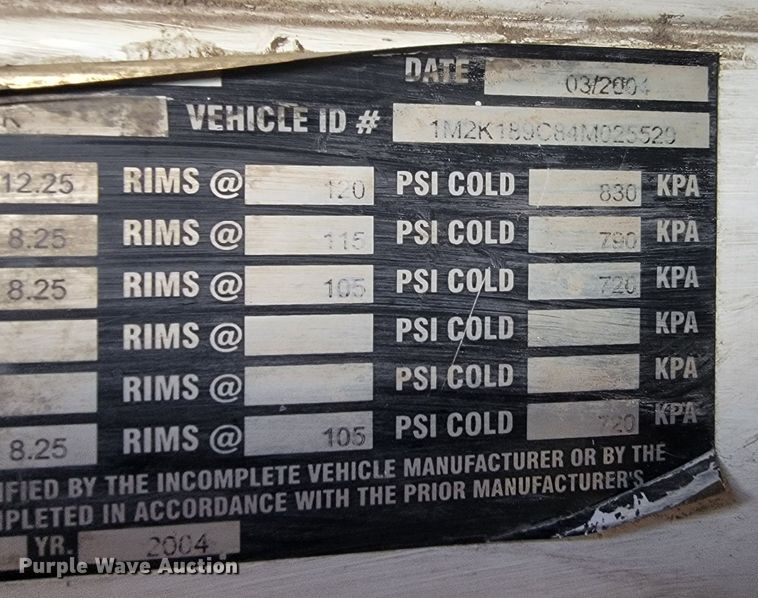 DATE 03/2004
K VEHICLE ID # 1M2K189C84M025520
12.25 RIMS @ 120 PSI COLD 830 KPA
8.25 RIMS @ 115 PSI COLD 790 KPA
8.25 RIMS @ 105 PSI COLD 720 KPA
RIMS @ PSI COLD KPA
RIMS @ PSI COLD KPA
8.25 RIMS @ 105 PSI COLD 720 KPA
IFIED BY THE INCOMPLETE VEHICLE MANUFACTURER OR BY THE
MPLETED IN ACCORDANCE WITH THE PRIOR MANUFACTURER'S
YR. 2004
Purple Wave Auction